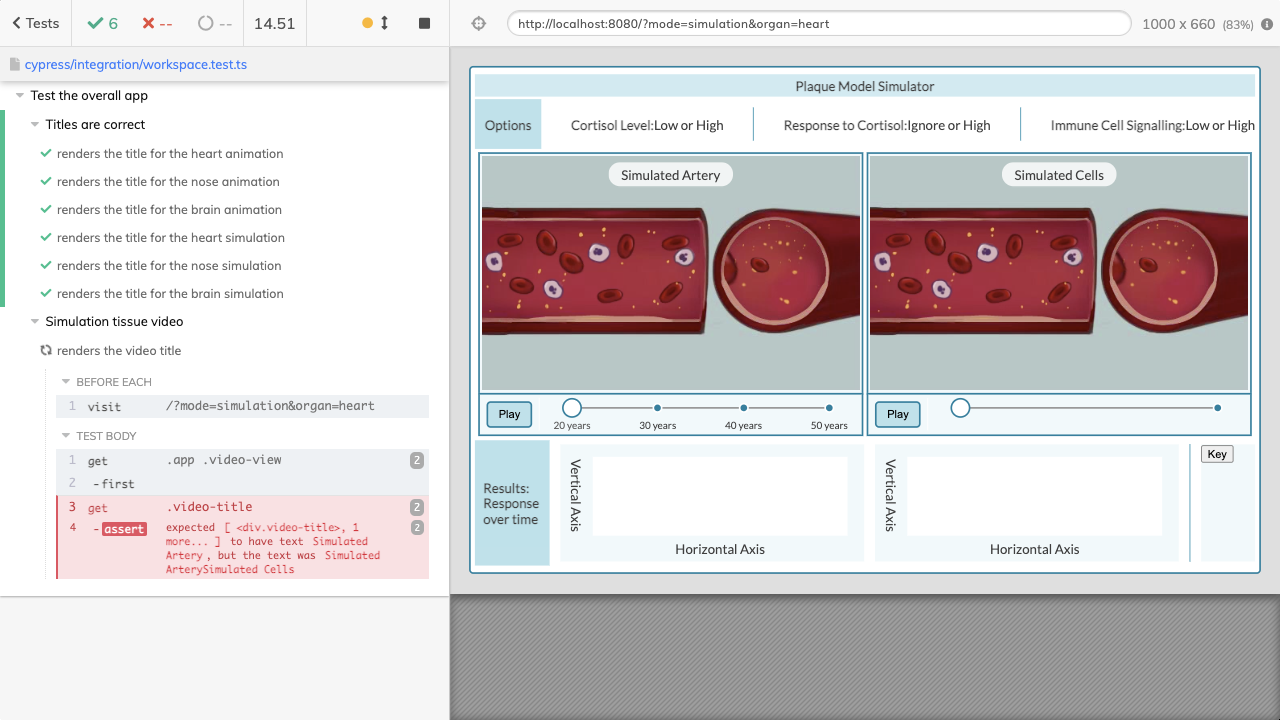 Tests
6
--
--
14.51
http://localhost:8080/?mode=simulation&organ=heart
1000 x 660 (83%)
cypress/integration/workspace.test.ts
Test the overall app
Titles are correct
renders the title for the heart animation
renders the title for the nose animation
renders the title for the brain animation
renders the title for the heart simulation
renders the title for the nose simulation
renders the title for the brain simulation
Simulation tissue video
renders the video title
BEFORE EACH
1 visit /?mode=simulation&organ=heart
TEST BODY
1 get .app .video-view 2
2 -first
3 get .video-title 2
4 -assert expected [ <div.video-title>, 1 2
more... ] to have text Simulated
Artery, but the text was Simulated
ArterySimulated Cells
Plaque Model Simulator
Options
Cortisol Level:Low or High
Response to Cortisol:Ignore or High
Immune Cell Signalling:Low or High
Simulated Artery
Simulated Cells
Play
20 years
30 years
40 years
50 years
Play
Results:
Response
over time
Vertical Axis
Horizontal Axis
Vertical Axis
Horizontal Axis
Key